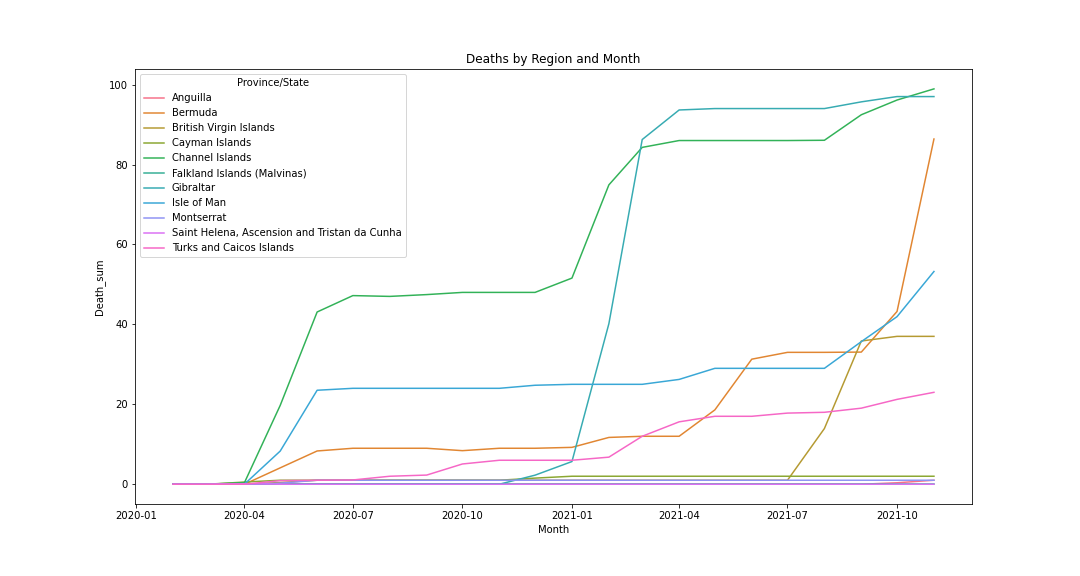 Deaths by Region and Month
Province/State
Anguilla
Bermuda
British Virgin Islands
Cayman Islands
Channel Islands
Falkland Islands (Malvinas)
Gibraltar
Isle of Man
Montserrat
Saint Helena, Ascension and Tristan da Cunha
Turks and Caicos Islands
Death_sum
100
80
60
40
20
0
2020-01 2020-04 2020-07 2020-10 2021-01 2021-04 2021-07 2021-10
Month